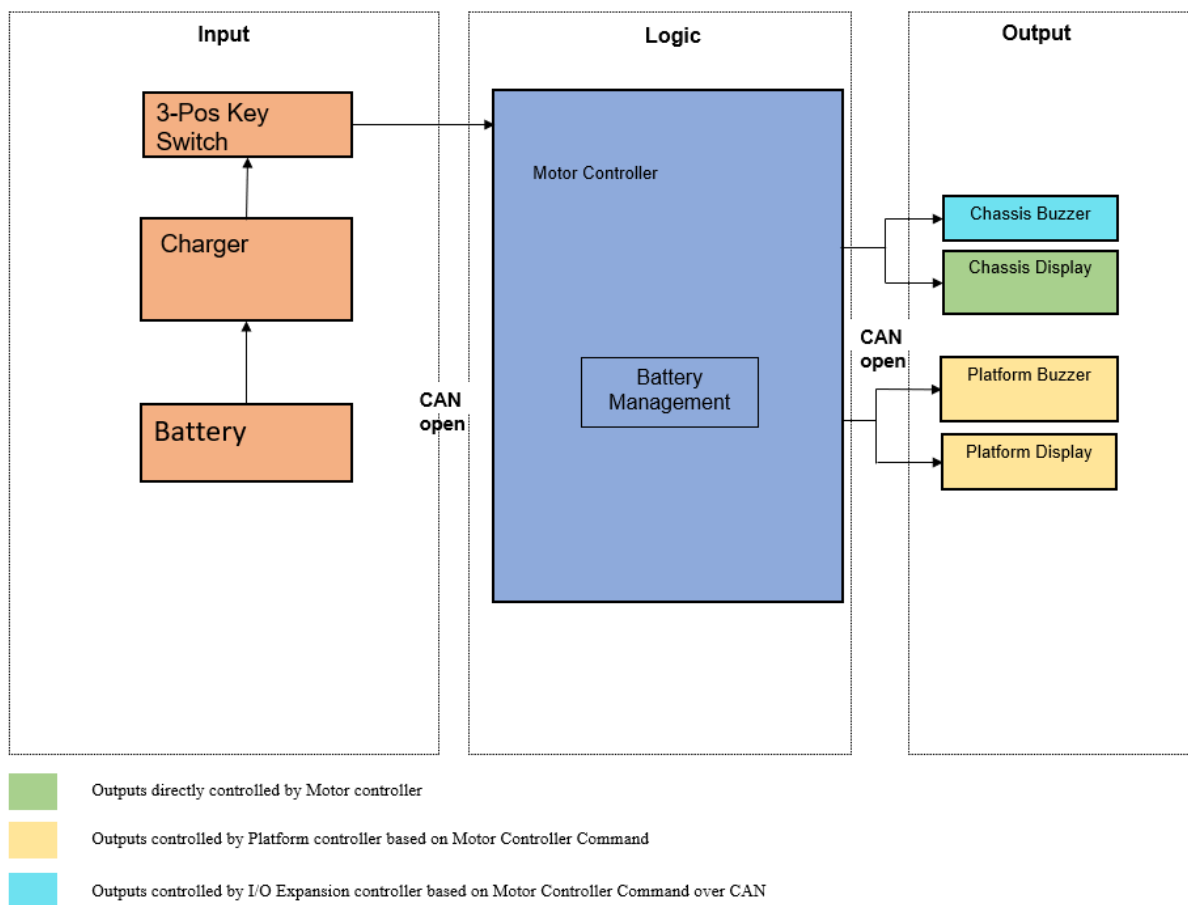 Input
Logic
Output
3-Pos Key
Switch
Charger
Battery
CAN
open
Motor Controller
Battery
Management
CAN
open
Chassis Buzzer
Chassis Display
Platform Buzzer
Platform Display
Outputs directly controlled by Motor controller
Outputs controlled by Platform controller based on Motor Controller Command
Outputs controlled by I/O Expansion controller based on Motor Controller Command over CAN